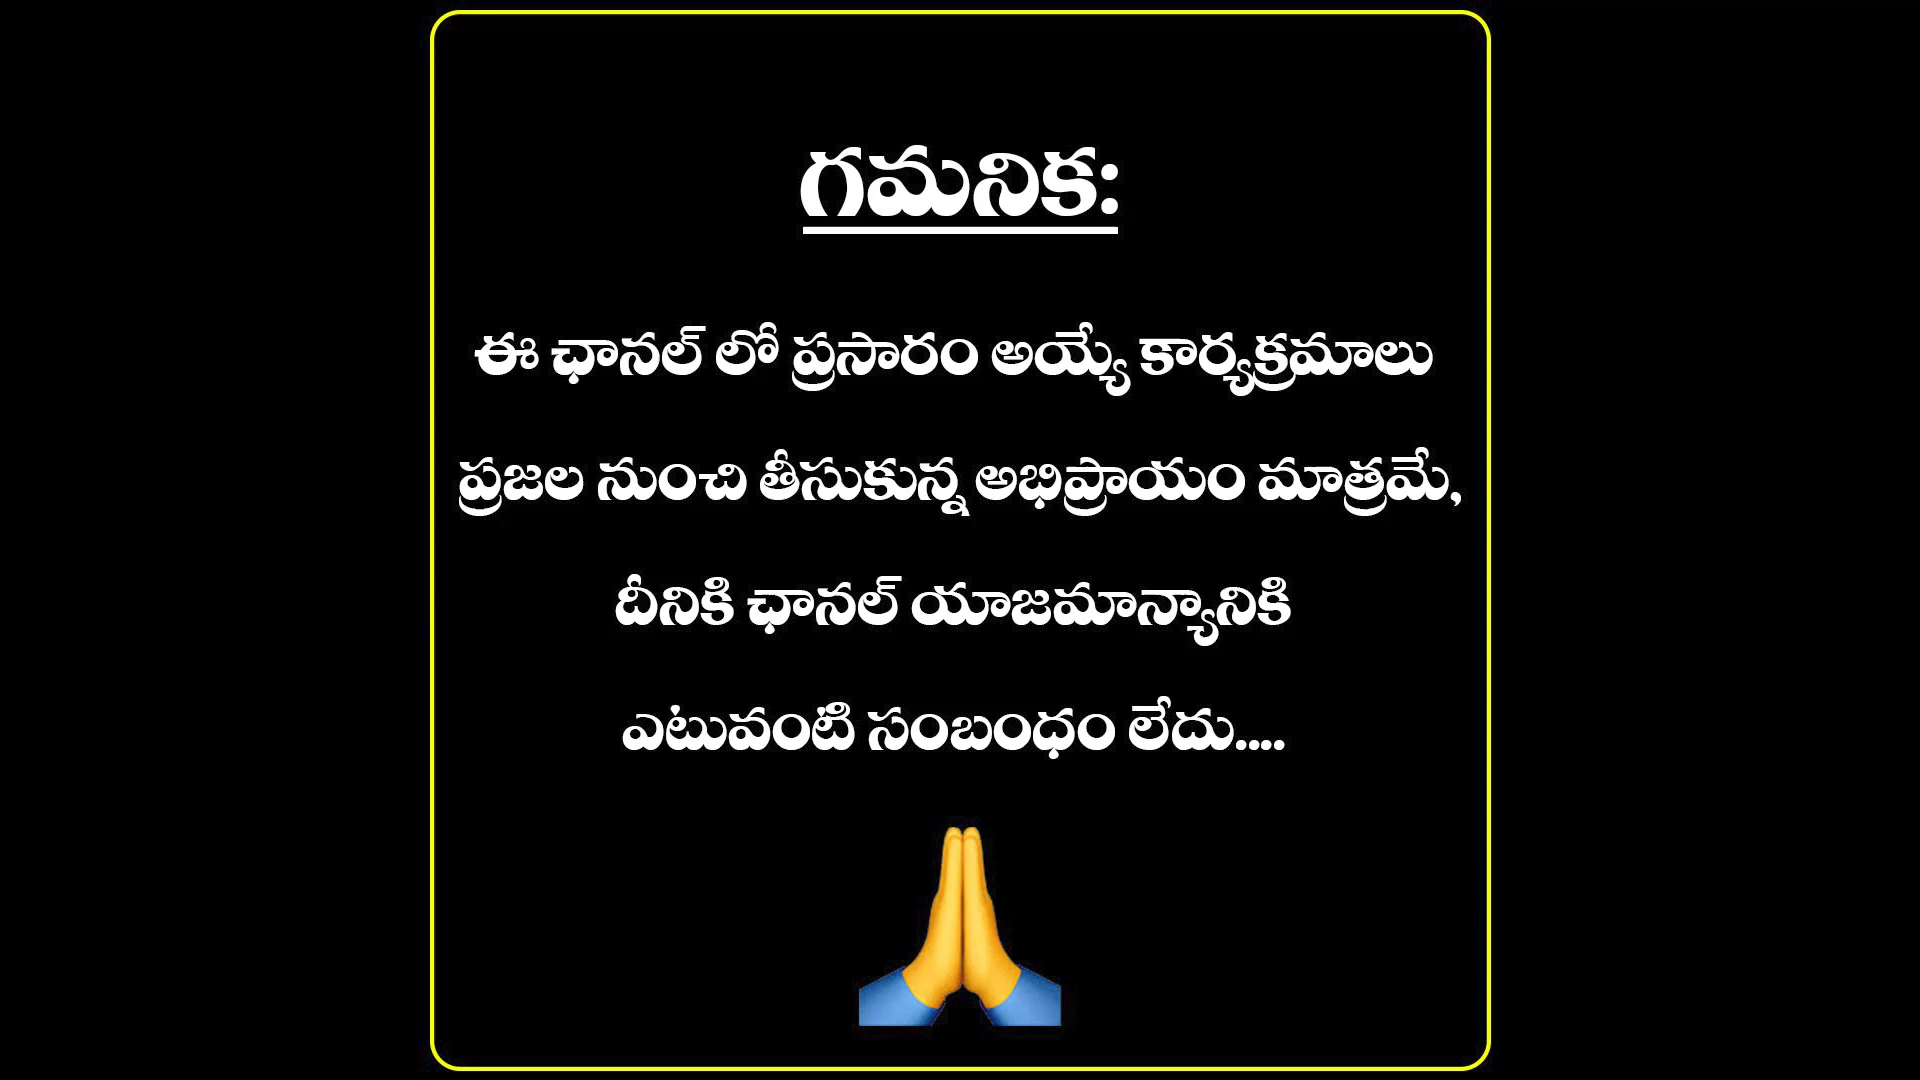 గమనిక:
ఈ ఛానల్ లో ప్రసారం అయ్యే కార్యక్రమాలు
ప్రజల నుంచి తీసుకున్న అభిప్రాయం మాత్రమే,
దీనికి ఛానల్ యాజమాన్యానికి
ఎటువంటి సంబంధం లేదు....